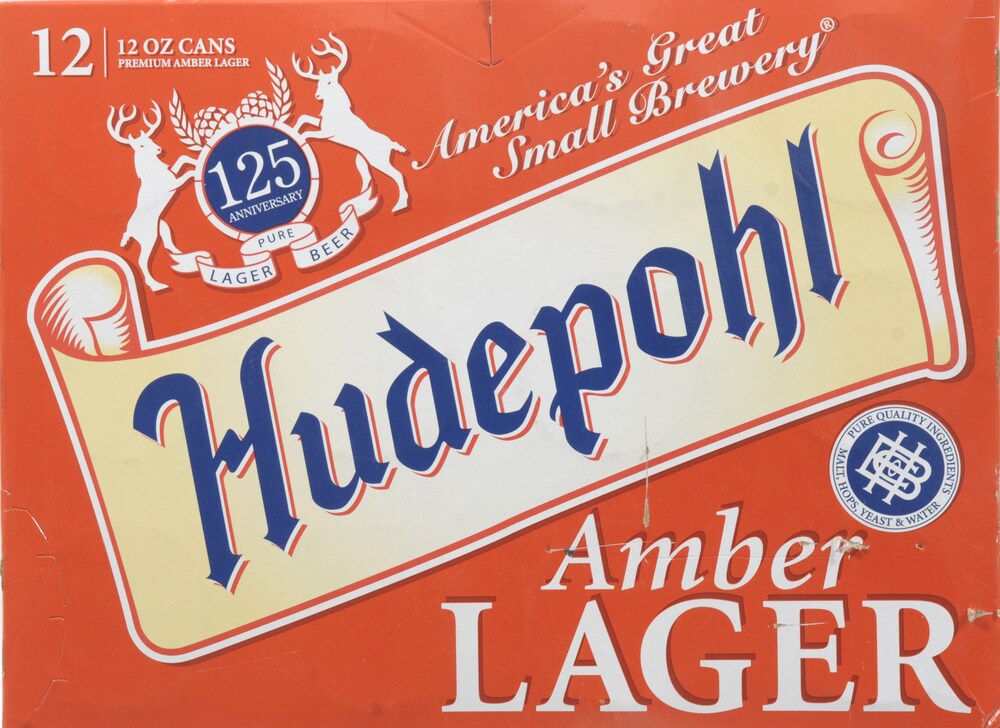 12
12 OZ CANS
PREMIUM AMBER LAGER
America's Great
Small Brewery®
125
ANNIVERSARY
PURE
LAGER BEER
Hudepohl
PURE QUALITY INGREDIENTS
MALT, HOPS, YEAST & WATER
Amber
LAGER